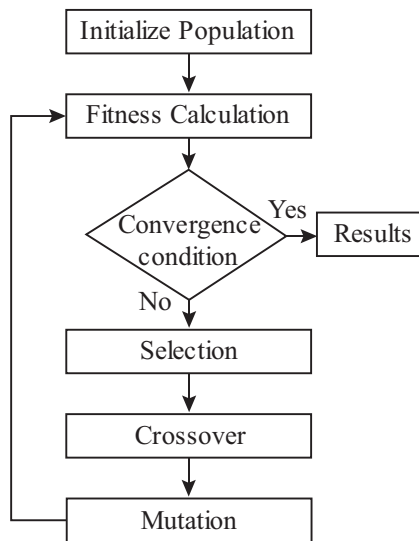 Initialize Population
Fitness Calculation
Convergence
condition
Yes
Results
No
Selection
Crossover
Mutation